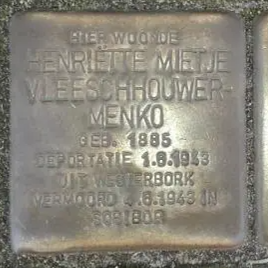 HIER WOONDE
HENRIËTTE MIETJE
VLEESCHHOUWER-
MENKO
GEB. 1885
DEPORTATIE 1.6.1943
UIT WESTERBORK
VERMOORD 4.6.1943 IN
SOBIBOR